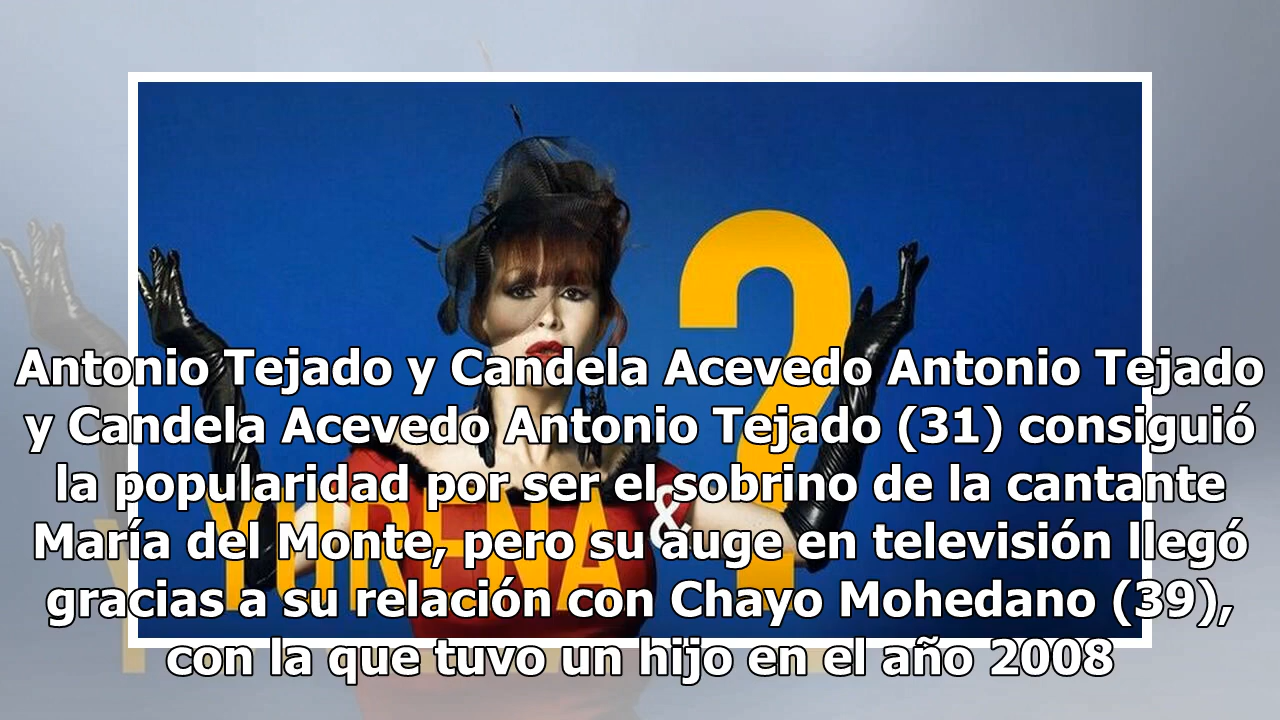 ?
Antonio Tejado y Candela Acevedo Antonio Tejado
y Candela Acevedo Antonio Tejado (31) consiguió
la popularidad por ser el sobrino de la cantante
María del Monte, pero su auge en televisión llegó
gracias a su relación con Chayo Mohedano (39),
con la que tuvo un hijo en el año 2008
YURENA & ?